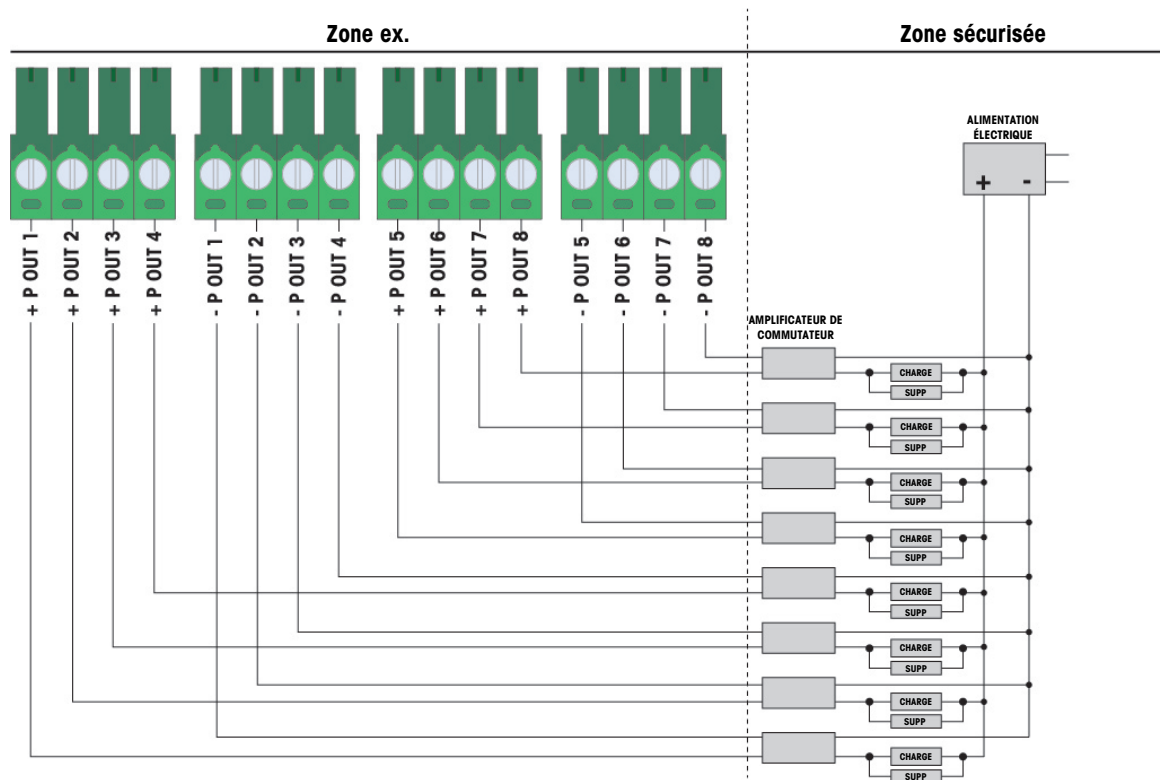 Zone ex.
Zone sécurisée
ALIMENTATION
ÉLECTRIQUE
+ -
+ P OUT 1
+ P OUT 2
+ P OUT 3
+ P OUT 4
- P OUT 1
- P OUT 2
- P OUT 3
- P OUT 4
+ P OUT 5
+ P OUT 6
+ P OUT 7
+ P OUT 8
- P OUT 5
- P OUT 6
- P OUT 7
- P OUT 8
AMPLIFICATEUR DE
COMMUTATEUR
CHARGE
SUPP
CHARGE
SUPP
CHARGE
SUPP
CHARGE
SUPP
CHARGE
SUPP
CHARGE
SUPP
CHARGE
SUPP
CHARGE
SUPP